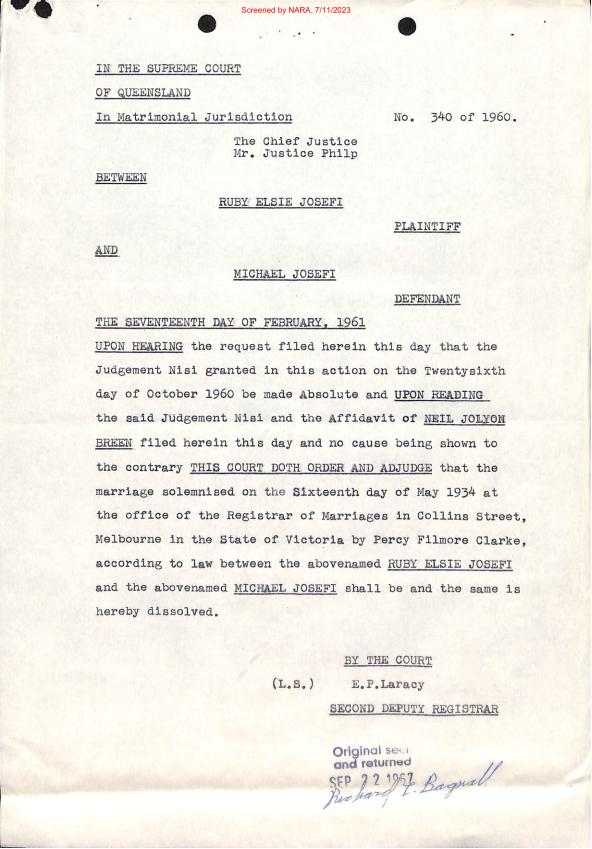 Screened by NARA, 7/11/2023
IN THE SUPREME COURT
OF QUEENSLAND
In Matrimonial Jurisdiction No. 340 of 1960.
The Chief Justice
Mr. Justice Philp
BETWEEN
RUBY ELSIE JOSEFI
PLAINTIFF
AND
MICHAEL JOSEFI
DEFENDANT
THE SEVENTEENTH DAY OF FEBRUARY, 1961
UPON HEARING the request filed herein this day that the
Judgement Nisi granted in this action on the Twentysixth
day of October 1960 be made Absolute and UPON READING
the said Judgement Nisi and the Affidavit of NEIL JOLYON
BREEN filed herein this day and no cause being shown to
the contrary THIS COURT DOTH ORDER AND ADJUDGE that the
marriage solemnised on the Sixteenth day of May 1934 at
the office of the Registrar of Marriages in Collins Street,
Melbourne in the State of Victoria by Percy Filmore Clarke,
according to law between the abovenamed RUBY ELSIE JOSEFI
and the abovenamed MICHAEL JOSEFI shall be and the same is
hereby dissolved.
BY THE COURT
(L.S.) E.P.Laracy
SECOND DEPUTY REGISTRAR
Original seen
and returned
SEP 22 1967
Richard E. Bagnall